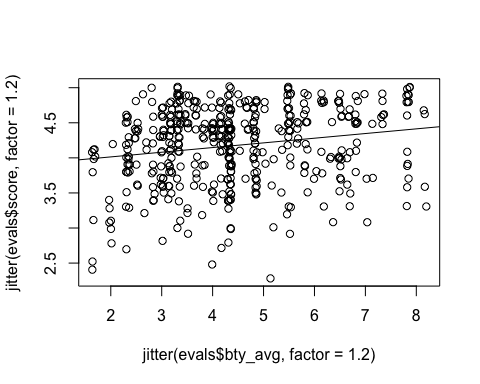 jitter(evals$score, factor = 1.2)
4.5
3.5
2.5
2 3 4 5 6 7 8
jitter(evals$bty_avg, factor = 1.2)